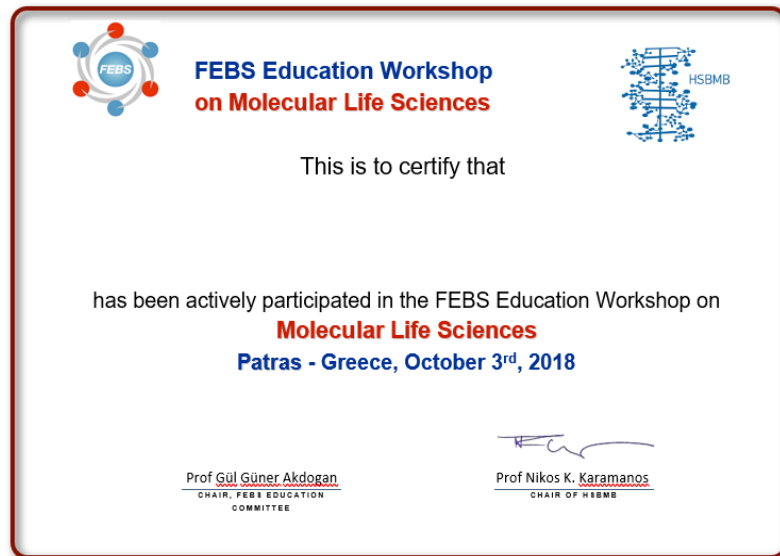 FEBS
FEBS Education Workshop
on Molecular Life Sciences
HSBMB
This is to certify that
has been actively participated in the FEBS Education Workshop on
Molecular Life Sciences
Patras - Greece, October 3rd, 2018
Prof Gül Güner Akdogan
CHAIR, FEBS EDUCATION
COMMITTEE
Prof Nikos K. Karamanos
CHAIR OF HSBMB